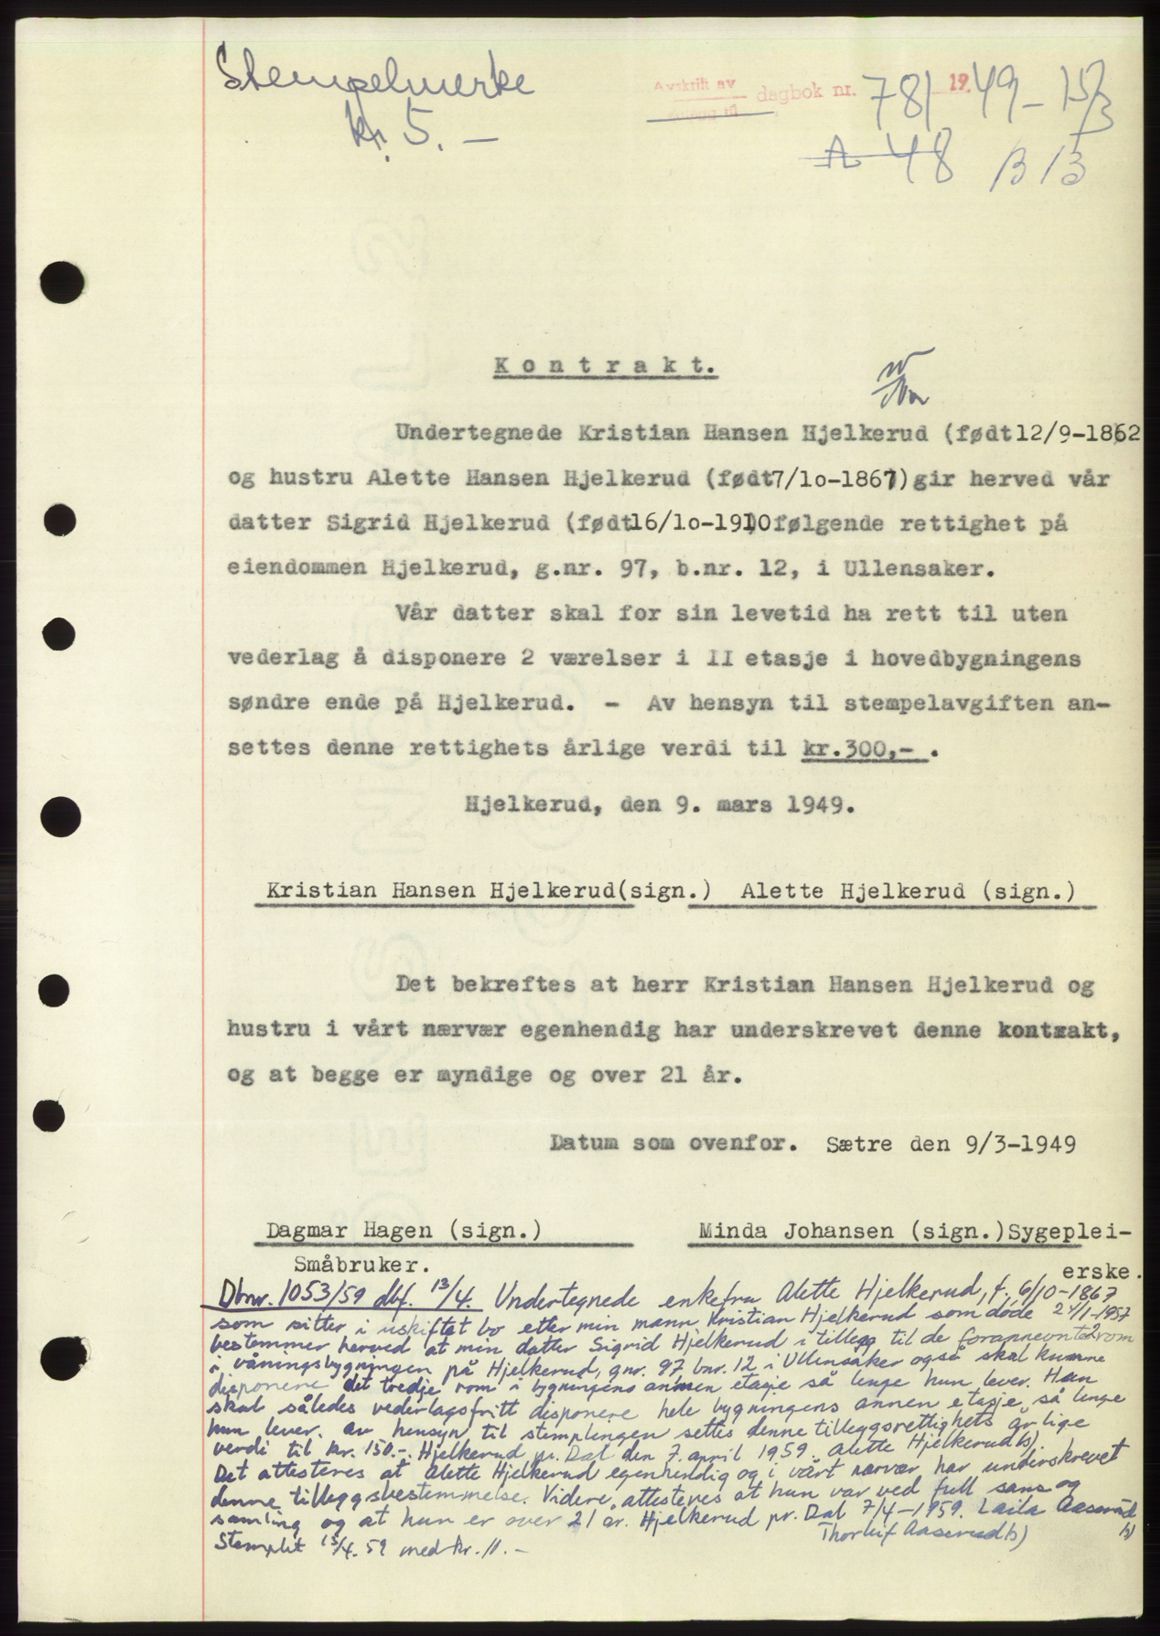 Stempelmerke
kr. 5. –
Avskrift av
dagbok nr. 781 1949 – 15/3
A 48 B 13
Kontrakt.
Undertegnede Kristian Hansen Hjelkerud (født 12/9-1862
og hustru Alette Hansen Hjelkerud (født 7/10-1867) gir herved vår
datter Sigrid Hjelkerud (født 16/10-1910) følgende rettighet på
eiendommen Hjelkerud, g.nr. 97, b.nr. 12, i Ullensaker.
Vår datter skal for sin levetid ha rett til uten
vederlag å disponere 2 værelser i II etasje i hovedbygningens
søndre ende på Hjelkerud. – Av hensyn til stempelavgiften an-
settes denne rettighets årlige verdi til kr.300,- .
Hjelkerud, den 9. mars 1949.
Kristian Hansen Hjelkerud(sign.) Alette Hjelkerud (sign.)
Det bekreftes at herr Kristian Hansen Hjelkerud og
hustru i vårt nærvær egenhendig har underskrevet denne kontrakt,
og at begge er myndige og over 21 år.
Datum som ovenfor. Sætre den 9/3-1949
Dagmar Hagen (sign.) Minda Johansen (sign.)Sygeplei-
Småbruker. erske.
Dbnr. 1053/59 dbf. 13/4. Undertegnede enkefru Alette Hjelkerud, f. 6/10-1867
som sitter i uskiftet bo etter min mann Kristian Hjelkerud som døde 24/1-1957
bestemmer herved at min datter Sigrid Hjelkerud i tillegg til de forannevnte 2 rom
i våningsbygningen på Hjelkerud, gnr. 97 bnr. 12 i Ullensaker også skal kunne
disponere det tredje rom i bygningens annen etasje så lenge hun lever. Hun
skal således vederlagsfritt disponere hele bygningens annen etasje, så lenge
hun lever. Av hensyn til stemplingen settes denne tilleggsrettighets årlige
verdi til kr. 150.-. Hjelkerud pr. Dal den 7. april 1959. Alette Hjelkerud (s).
Det attesteres at Alette Hjelkerud egenhendig og i vårt nærvær har underskrevet
denne tilleggsbestemmelse. Videre attesteres at hun var ved full sans og
samling og at hun er over 21 år. Hjelkerud pr. Dal 7/4-1959. Laila Aaserud
(s)
Thorleif Aaserud (s)
Stemplet 13/4. 59 med kr. 11. –